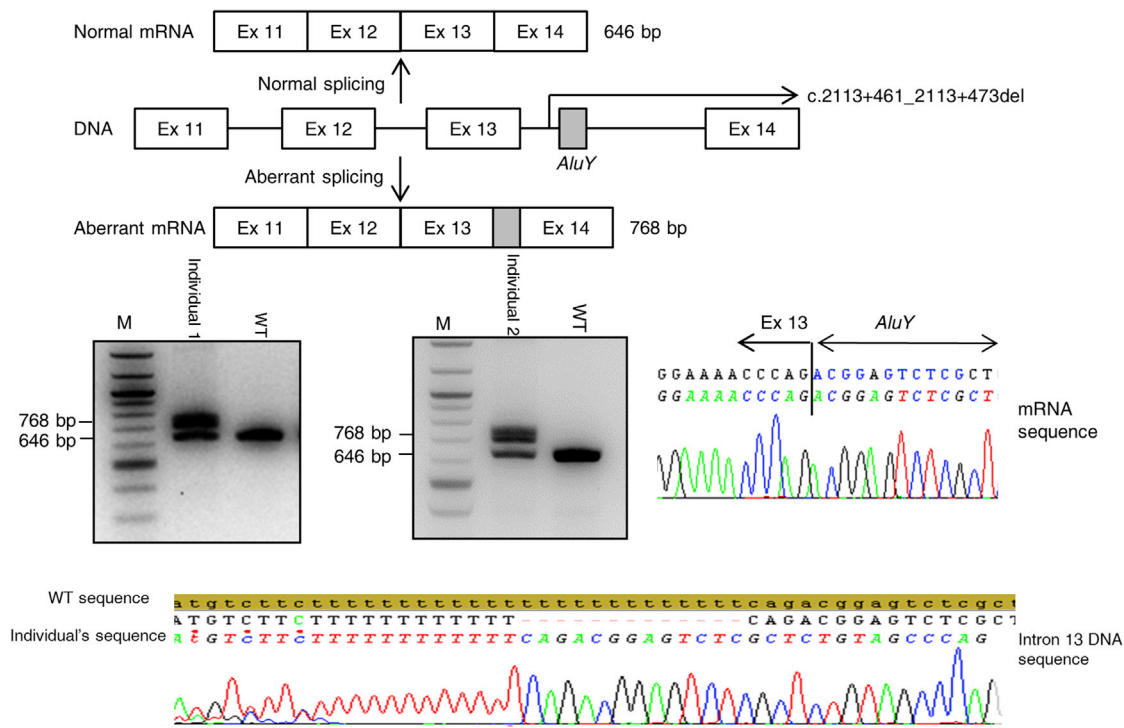 Normal mRNA Ex 11 Ex 12 Ex 13 Ex 14 646 bp
Normal splicing
c.2113+461_2113+473del
DNA Ex 11 Ex 12 Ex 13 Ex 14
AluY
Aberrant splicing
Aberrant mRNA Ex 11 Ex 12 Ex 13 Ex 14 768 bp
M Individual 1 WT
768 bp
646 bp
M Individual 2 WT
768 bp
646 bp
Ex 13 AluY
GGAAAACCCAGACGGAGTCTCGCT
GGAAAACCCAGACGGAGTCTCGCT
mRNA
sequence
WT sequence
atgtcttctttttttttttttttttttttttttcagacggagtctcgct
ATGTCTTCTTTTTTTTTTTT-------------CAGACGGAGTCTCGCT
Individual's sequence
AcGTCTTCTTTTTTTTTTTTCAGACGGAGTCTCGCTCTGTAGCCCAG
Intron 13 DNA
sequence